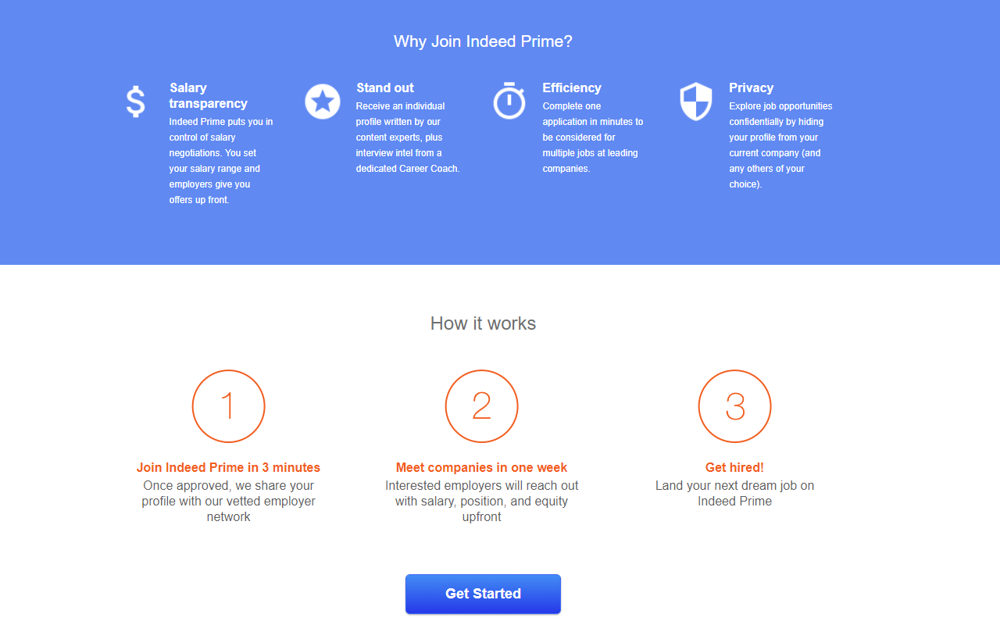 Why Join Indeed Prime?
Salary
transparency
Indeed Prime puts you in
control of salary
negotiations. You set
your salary range and
employers give you
offers up front.
Stand out
Receive an individual
profile written by our
content experts, plus
interview intel from a
dedicated Career Coach.
Efficiency
Complete one
application in minutes to
be considered for
multiple jobs at leading
companies.
Privacy
Explore job opportunities
confidentially by hiding
your profile from your
current company (and
any others of your
choice).
How it works
1
Join Indeed Prime in 3 minutes
Once approved, we share your
profile with our vetted employer
network
2
Meet companies in one week
Interested employers will reach out
with salary, position, and equity
upfront
3
Get hired!
Land your next dream job on
Indeed Prime
Get Started